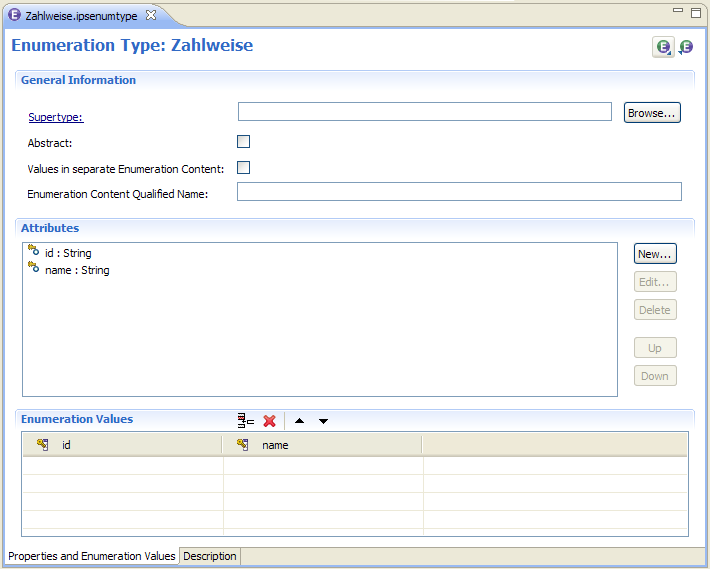 Zahlweise.ipsenumtype
Enumeration Type: Zahlweise
General Information
Supertype:
Browse...
Abstract:
Values in separate Enumeration Content:
Enumeration Content Qualified Name:
Attributes
id : String
name : String
New...
Edit...
Delete
Up
Down
Enumeration Values
id name
Properties and Enumeration Values Description